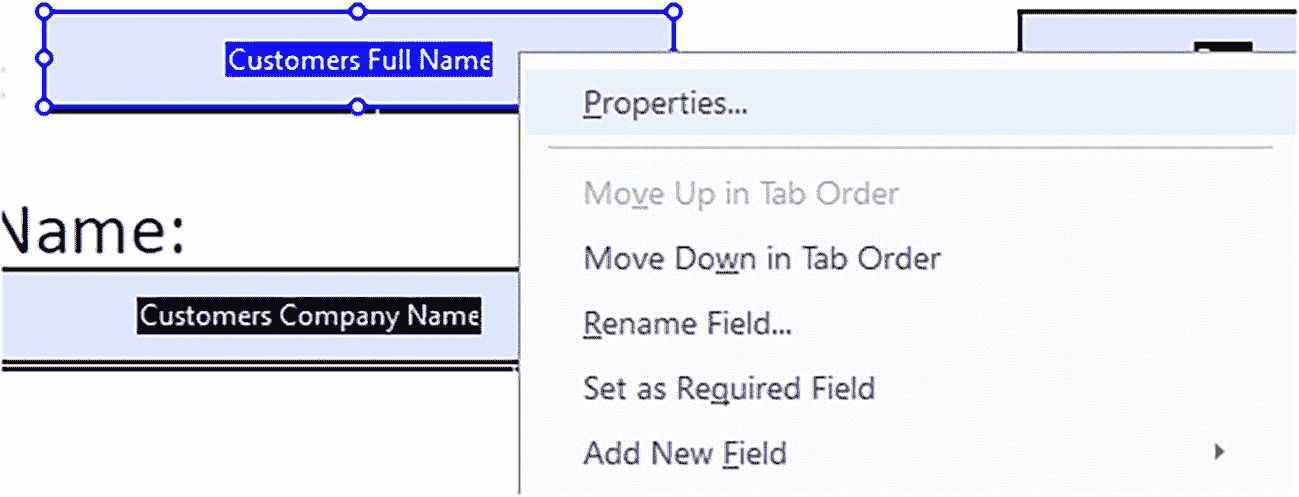 Customers Full Name
Properties...
Move Up in Tab Order
Name:
Move Down in Tab Order
Customers Company Name
Rename Field...
Set as Required Field
Add New Field